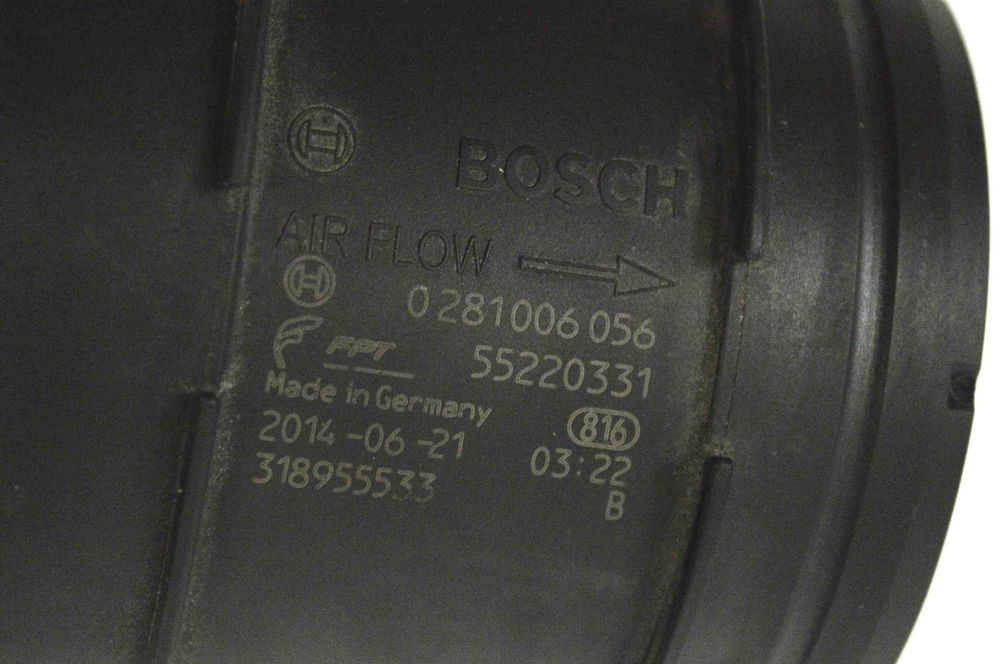 BOSCH
AIR FLOW
0 281 006 056
FPT 55220331
Made in Germany 816
2014-06-21 03:22
318955533 B